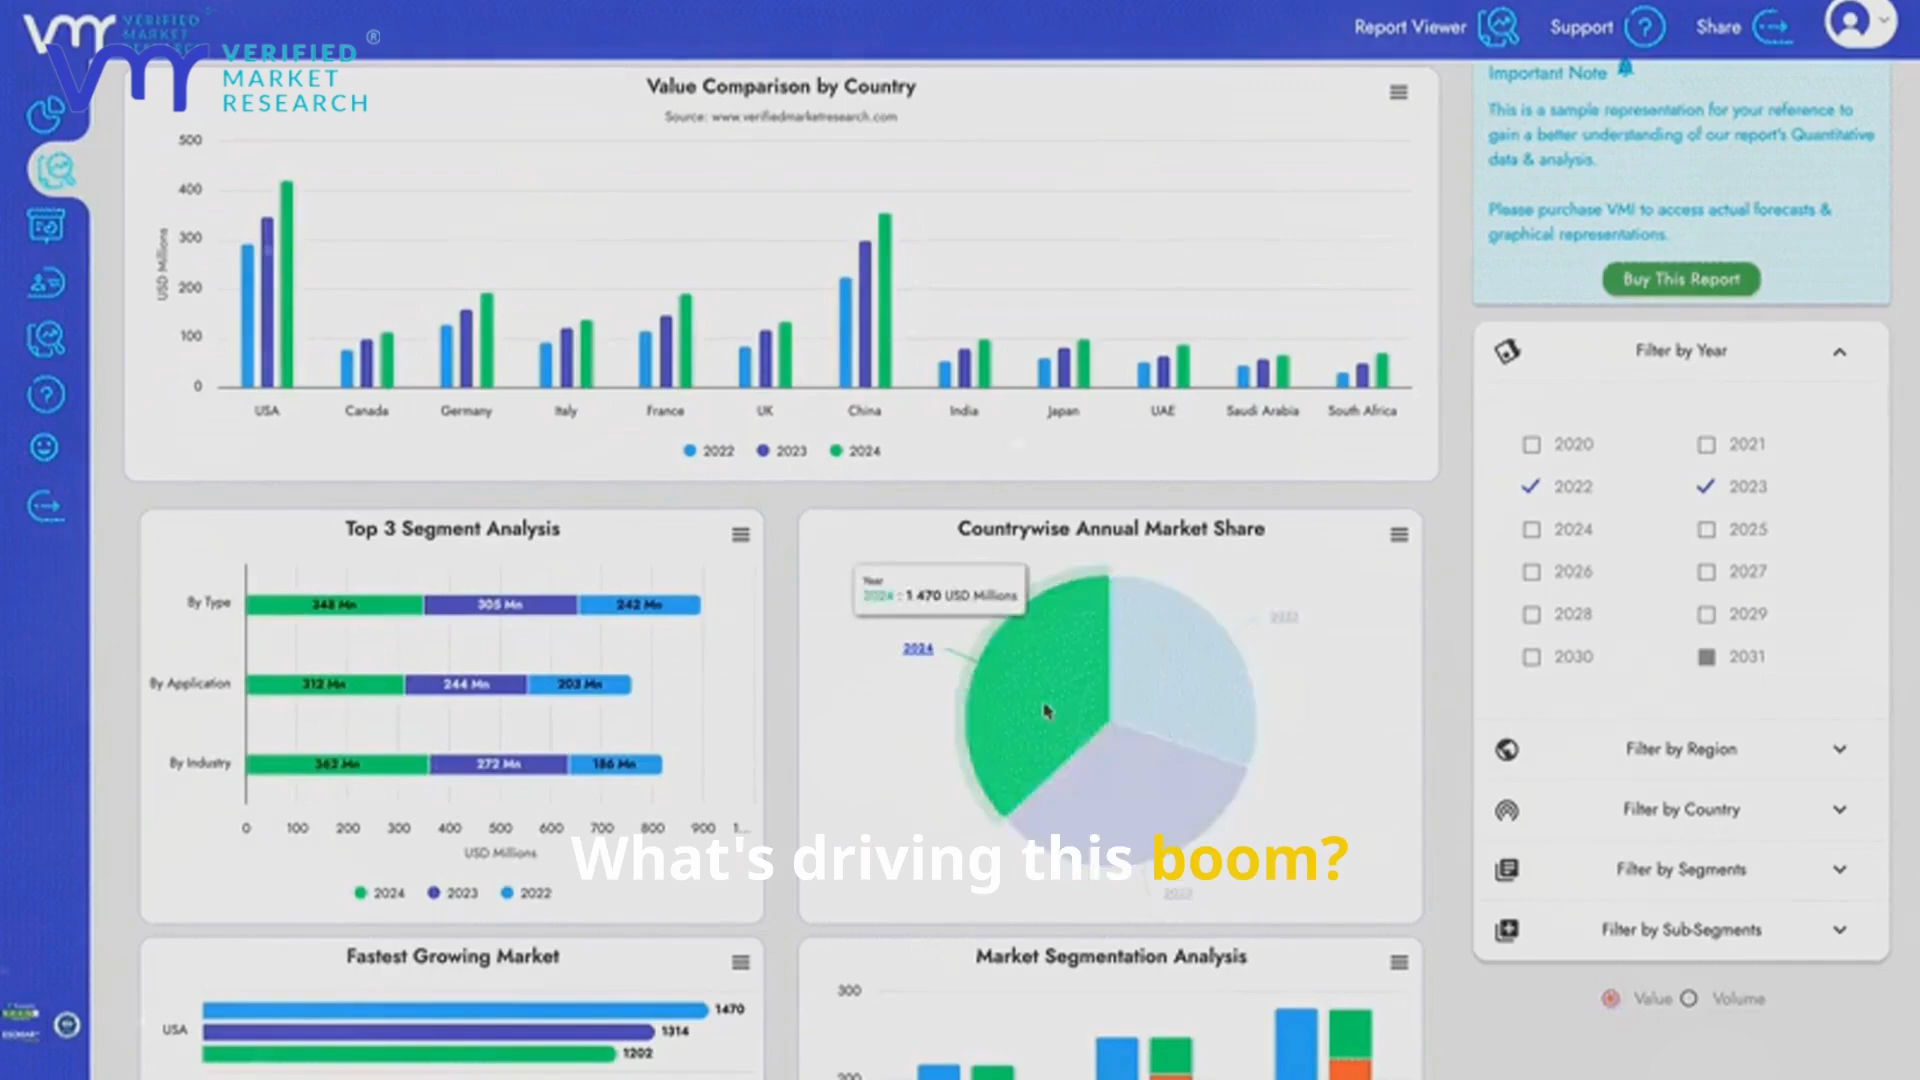 VERIFIED
MARKET
RESEARCH
VERIFIED
MARKET
RESEARCH
®
Report Viewer
Support
Share
Value Comparison by Country
Source: www.verifiedmarketresearch.com
500
400
300
200
100
0
USD Millions
USA Canada Germany Italy France UK China India Japan UAE Saudi Arabia South Africa
2022 2023 2024
Important Note
This is a sample representation for your reference to
gain a better understanding of our report's Quantitative
data & analysis.
Please purchase VMI to access actual forecasts &
graphical representations.
Buy This Report
Filter by Year
2020 2021
2022 2023
2024 2025
2026 2027
2028 2029
2030 2031
Filter by Region
Filter by Country
Filter by Segments
Filter by Sub-Segments
Value Volume
Top 3 Segment Analysis
By Type 348 Mn 305 Mn 242 Mn
By Application 312 Mn 244 Mn 203 Mn
By Industry 362 Mn 272 Mn 186 Mn
0 100 200 300 400 500 600 700 800 900 1...
USD Millions
2024 2023 2022
Countrywise Annual Market Share
Year
2024 : 1 470 USD Millions
2024
2022
2023
What's driving this boom?
Fastest Growing Market
USA
1470
1314
1202
Market Segmentation Analysis
300
200